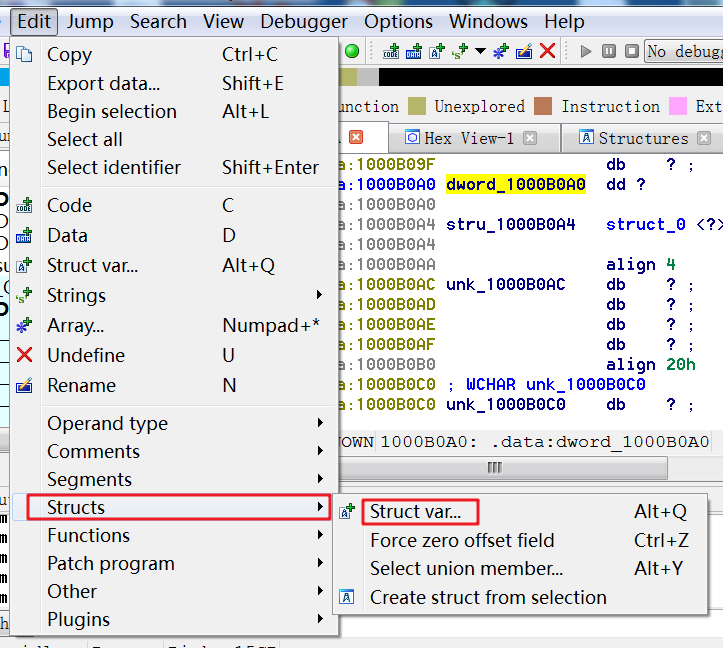 Edit Jump Search View Debugger Options Windows Help
No debugg
Copy Ctrl+C
Export data... Shift+E
Begin selection Alt+L
Select all
Select identifier Shift+Enter
Code C
Data D
Struct var... Alt+Q
Strings
Array... Numpad+*
Undefine U
Rename N
Operand type
Comments
Segments
Structs
Functions
Patch program
Other
Plugins
unction Unexplored Instruction Ext
Hex View-1 Structures
a:1000B09F db ? ;
a:1000B0A0 dword_1000B0A0 dd ?
a:1000B0A0
a:1000B0A4 stru_1000B0A4 struct_0 <?>
a:1000B0A4
a:1000B0AA align 4
a:1000B0AC unk_1000B0AC db ? ;
a:1000B0AD db ? ;
a:1000B0AE db ? ;
a:1000B0AF db ? ;
a:1000B0B0 align 20h
a:1000B0C0 ; WCHAR unk_1000B0C0
a:1000B0C0 unk_1000B0C0 db ? ;
OWN 1000B0A0: .data:dword_1000B0A0
Struct var... Alt+Q
Force zero offset field Ctrl+Z
Select union member... Alt+Y
Create struct from selection